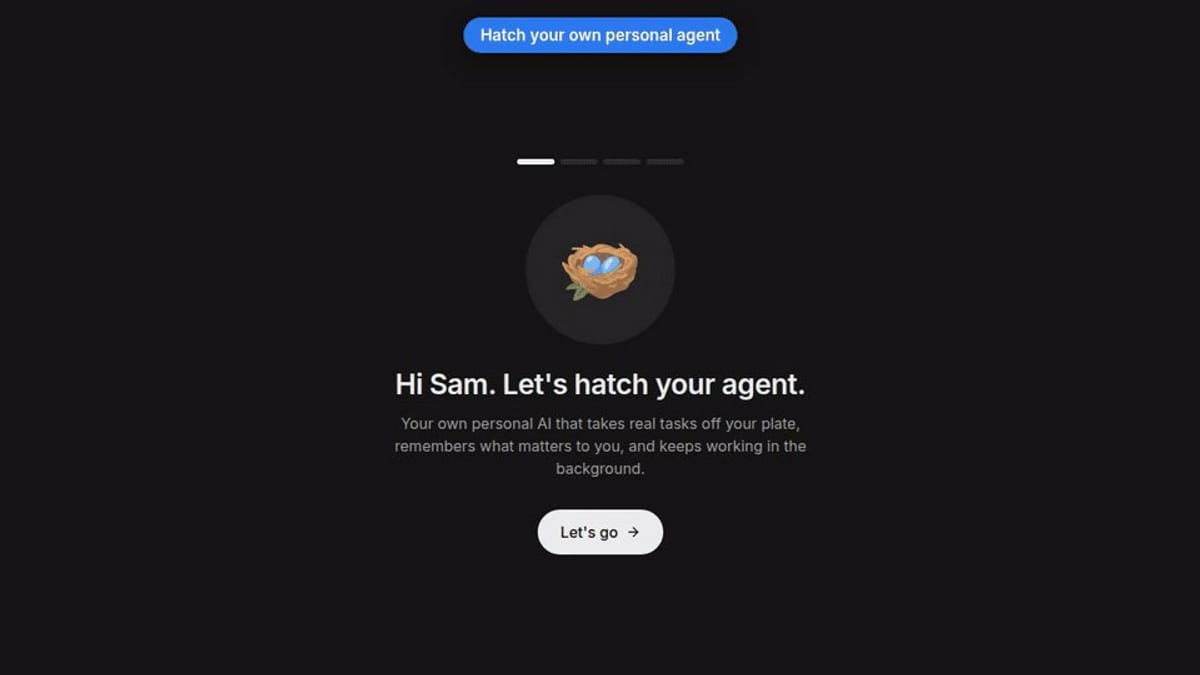 Hatch your own personal agent
Hi Sam. Let's hatch your agent.
Your own personal AI that takes real tasks off your plate,
remembers what matters to you, and keeps working in the
background.
Let's go →